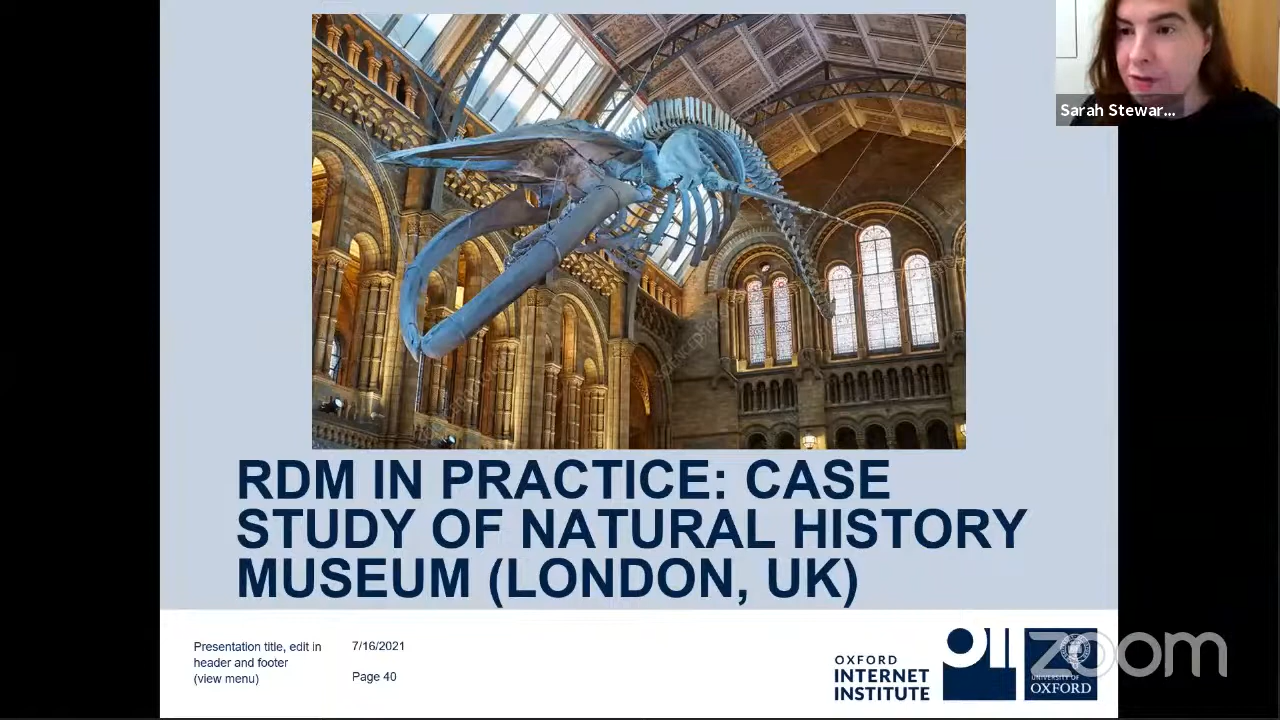 Sarah Stewar...
RDM IN PRACTICE: CASE
STUDY OF NATURAL HISTORY
MUSEUM (LONDON, UK)
Presentation title, edit in
header and footer
(view menu)
7/16/2021
Page 40
OXFORD
INTERNET
INSTITUTE
OII
UNIVERSITY OF
OXFORD
zoom